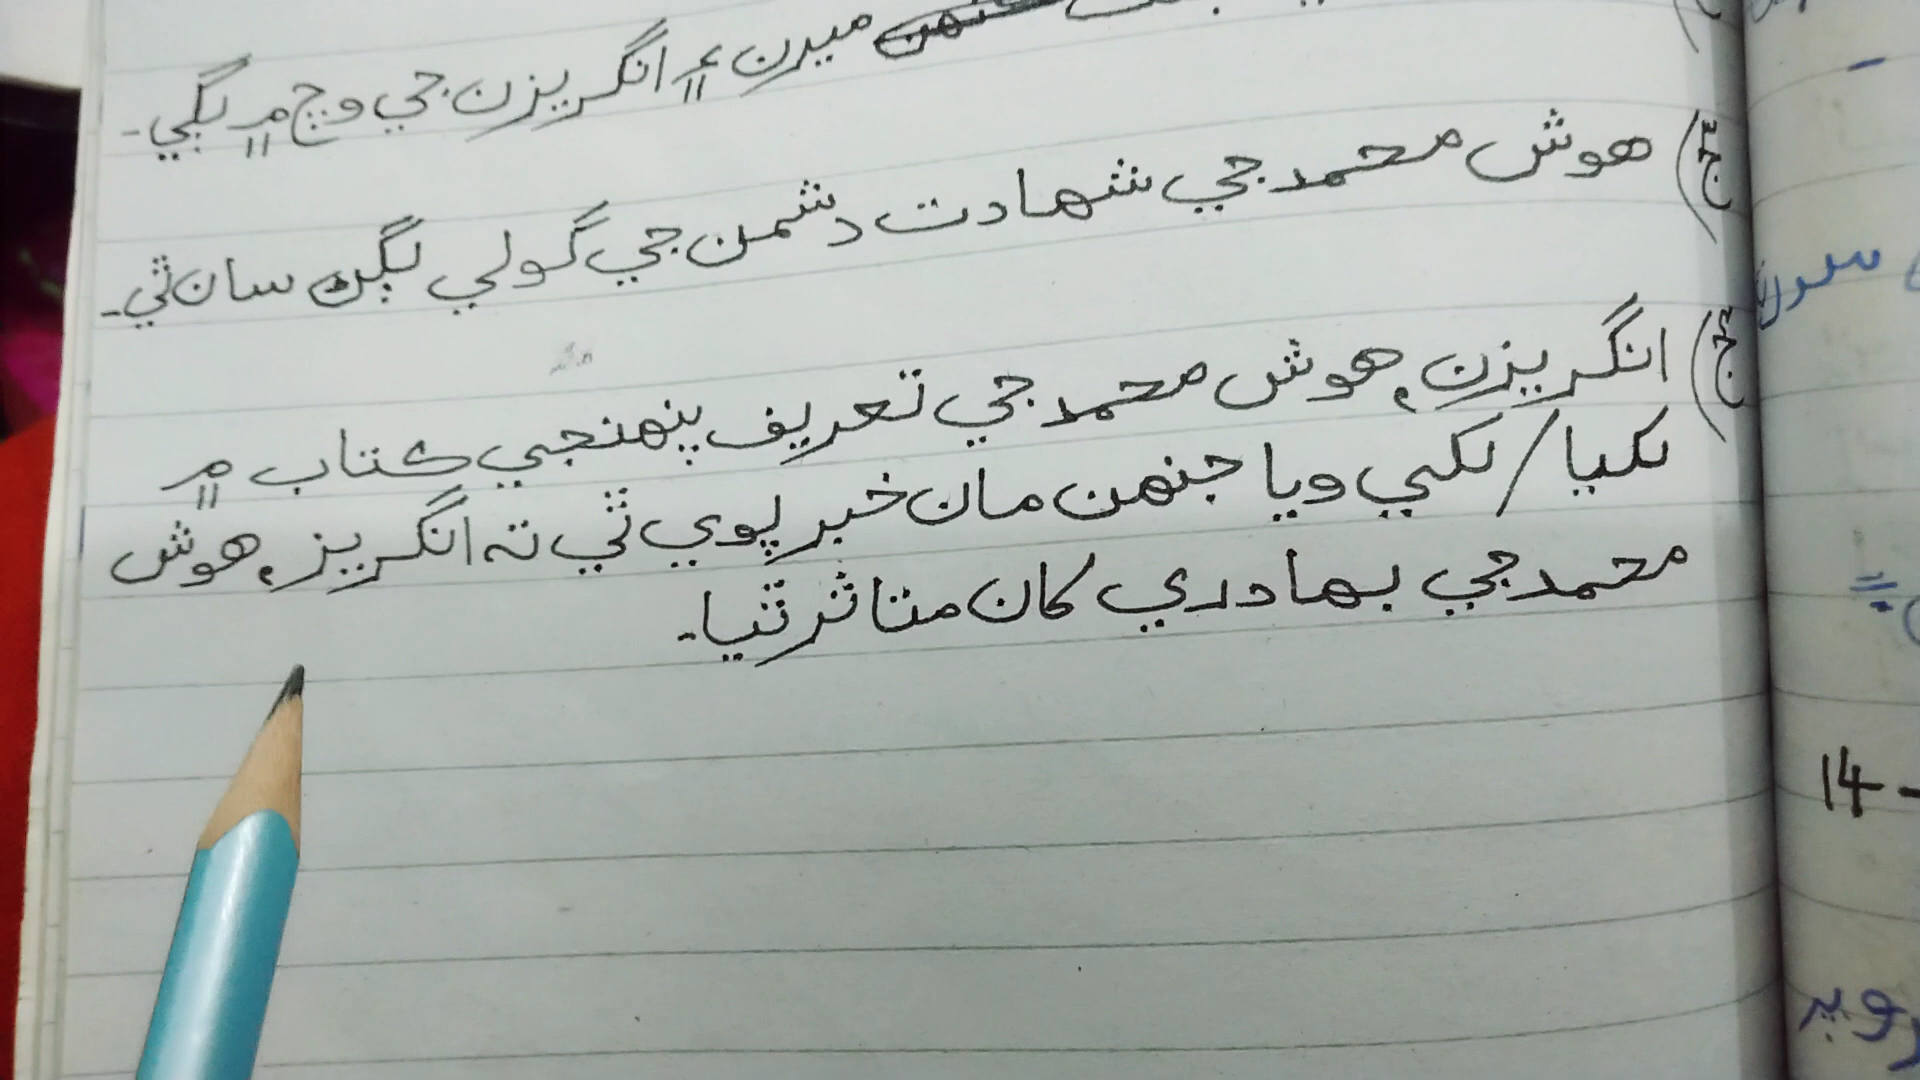 ميرن ۽ انگريزن جي وچ ۾ لڳي۔
ج3) هوش محمد جي شهادت دشمن جي گولي لڳڻ سان ٿي۔
ج4) انگريزن، هوش محمد جي تعريف پنهنجي ڪتاب ۾
لکيا/لکي ويا جنهن مان خبر پوي ٿي ته انگريز، هوش
محمد جي بهادري کان متاثر ٿيا۔
14-